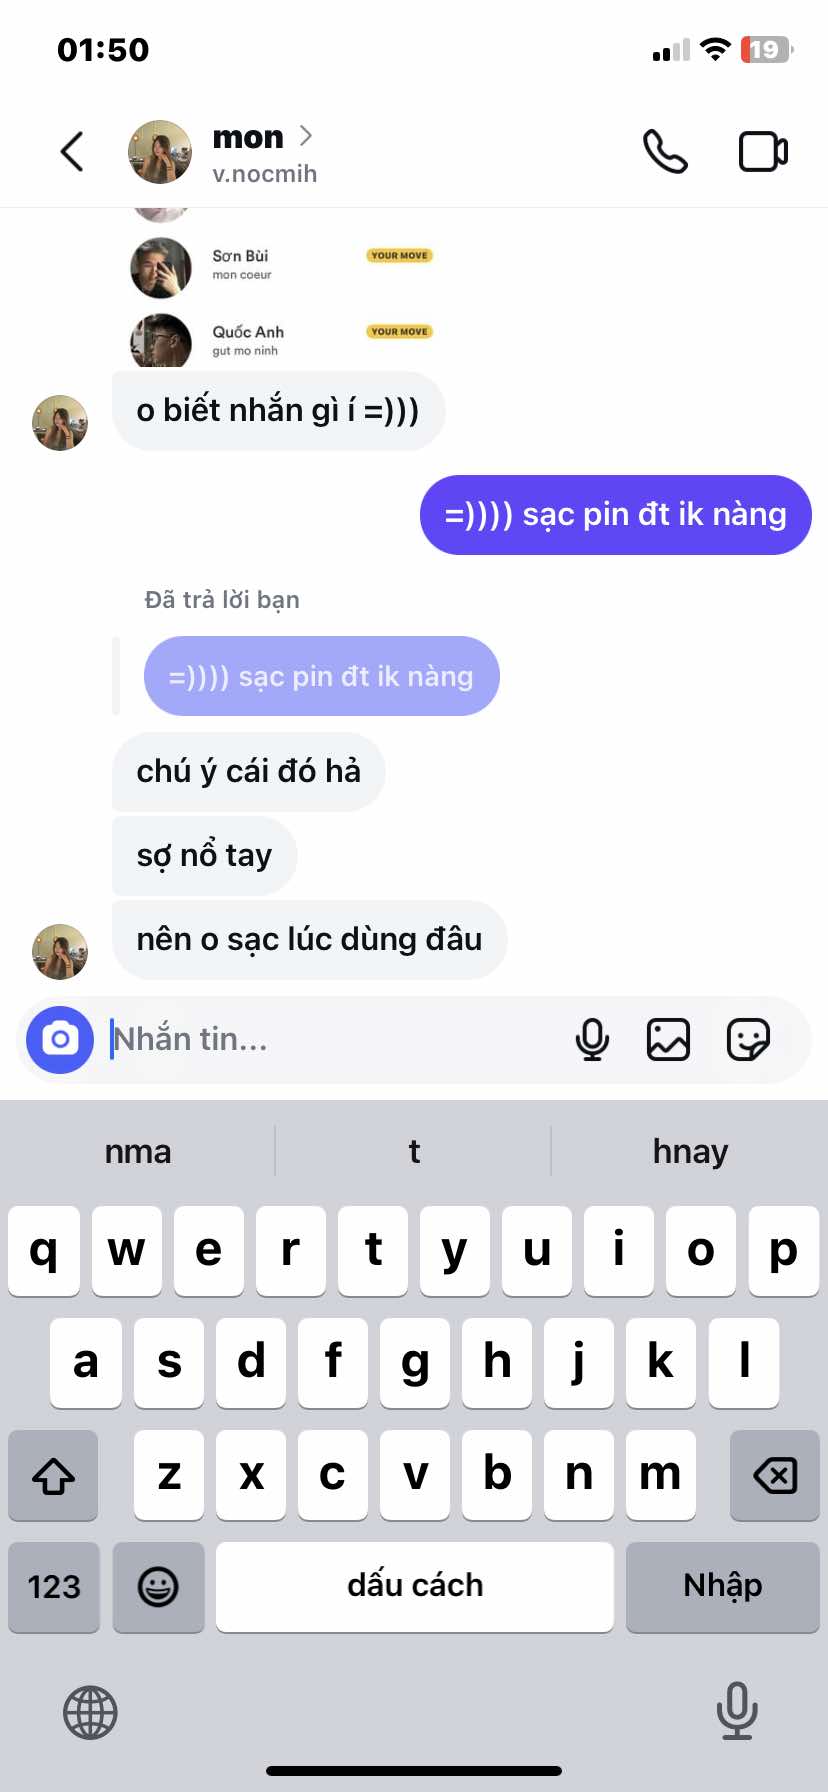 01:50
19
mon
v.nocmih
Sơn Bùi
YOUR MOVE
mon coeur
Quốc Anh
YOUR MOVE
gut mo ninh
o biết nhắn gì í =)))
=)))) sạc pin đt ik nàng
Đã trả lời bạn
=)))) sạc pin đt ik nàng
chú ý cái đó hả
sợ nổ tay
nên o sạc lúc dùng đâu
Nhắn tin...
nma t hnay
q w e r t y u i o p
a s d f g h j k l
z x c v b n m
123 dấu cách Nhập